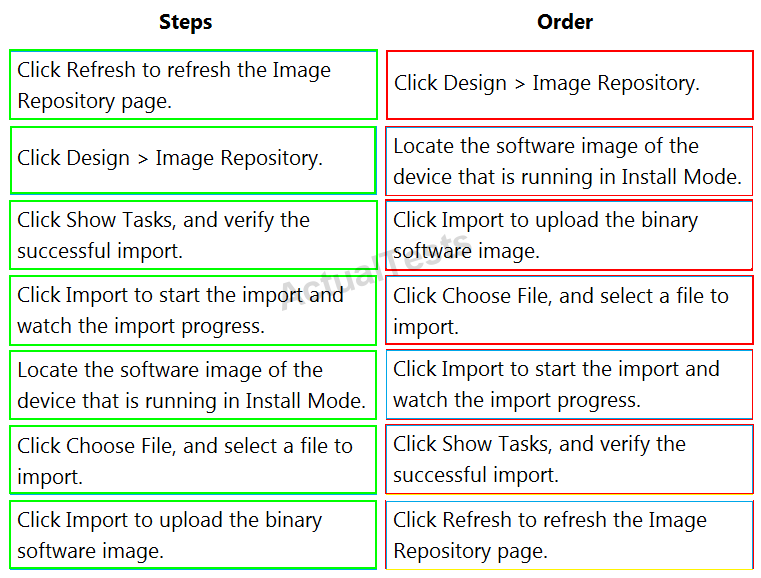 Steps
Order
Click Refresh to refresh the Image
Repository page.
Click Design > Image Repository.
Click Design > Image Repository.
Locate the software image of the
device that is running in Install Mode.
Click Show Tasks, and verify the
successful import.
Click Import to upload the binary
software image.
Click Import to start the import and
watch the import progress.
Click Choose File, and select a file to
import.
Locate the software image of the
device that is running in Install Mode.
Click Import to start the import and
watch the import progress.
Click Choose File, and select a file to
import.
Click Show Tasks, and verify the
successful import.
Click Import to upload the binary
software image.
Click Refresh to refresh the Image
Repository page.
ActualTests